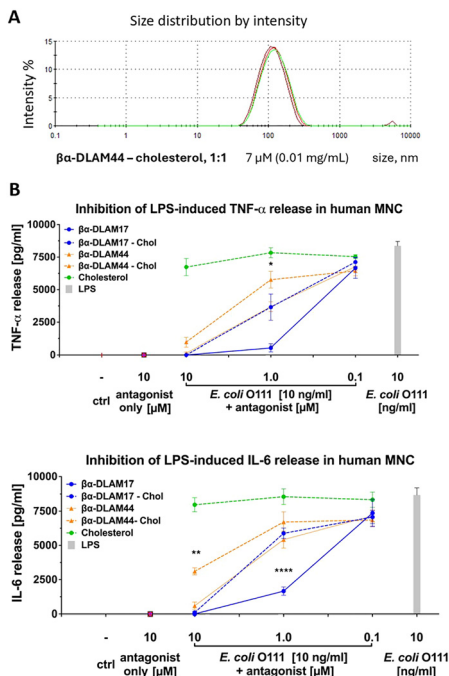 A
Size distribution by intensity
Intensity %
15
10
5
0
0.1
1
10
100
1000
10000
βα-DLAM44 – cholesterol, 1:1
7 µM (0.01 mg/mL)
size, nm
B
Inhibition of LPS-induced TNF-α release in human MNC
TNF-α release [pg/ml]
10000
7500
5000
2500
0
βα-DLAM17
βα-DLAM17 - Chol
βα-DLAM44
βα-DLAM44 - Chol
Cholesterol
LPS
*
- 10 10 1.0 0.1 10
ctrl
antagonist
only [µM]
E. coli O111 [10 ng/ml]
+ antagonist [µM]
E. coli O111
[ng/ml]
Inhibition of LPS-induced IL-6 release in human MNC
IL-6 release [pg/ml]
10000
7500
5000
2500
0
βα-DLAM17
βα-DLAM17 - Chol
βα-DLAM44
βα-DLAM44- Chol
Cholesterol
LPS
**
****
- 10 10 1.0 0.1 10
ctrl
antagonist
only [µM]
E. coli O111 [10 ng/ml]
+ antagonist [µM]
E. coli O111
[ng/ml]